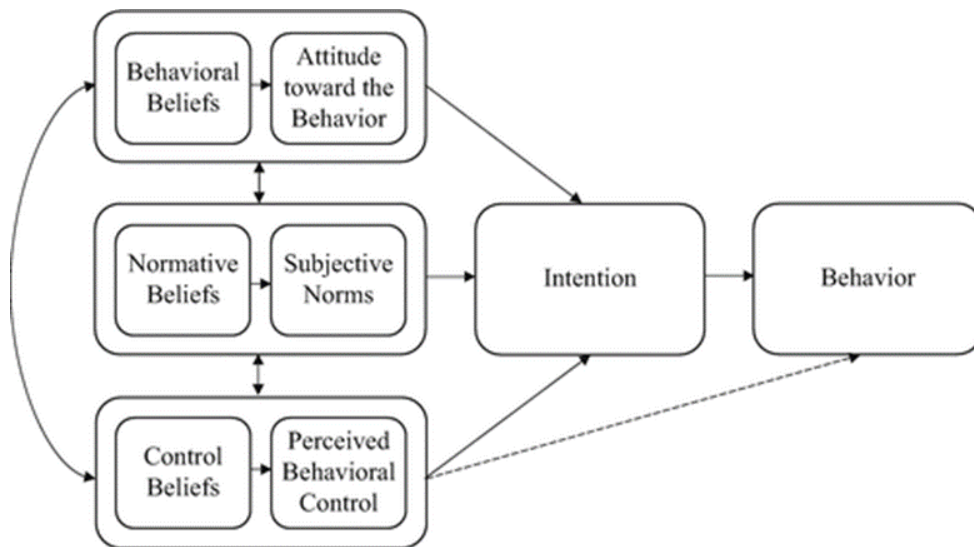 Behavioral
Beliefs
Attitude
toward the
Behavior
Normative
Beliefs
Subjective
Norms
Intention
Behavior
Control
Beliefs
Perceived
Behavioral
Control